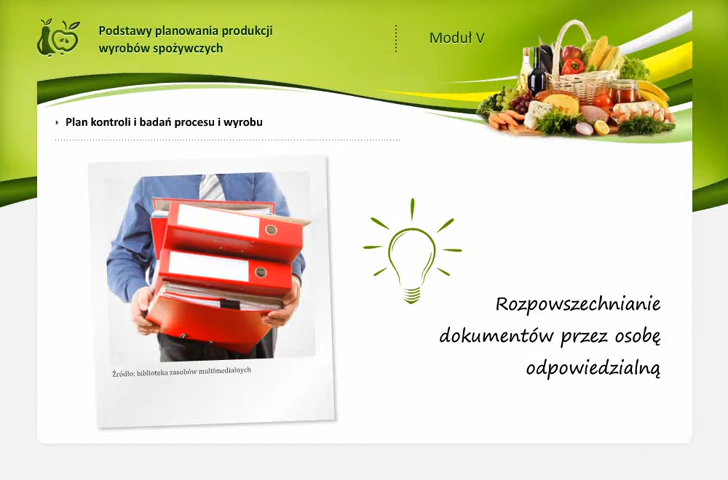 Podstawy planowania produkcji
wyrobów spożywczych
Moduł V
Plan kontroli i badań procesu i wyrobu
Źródło: biblioteka zasobów multimedialnych
Rozpowszechnianie
dokumentów przez osobę
odpowiedzialną